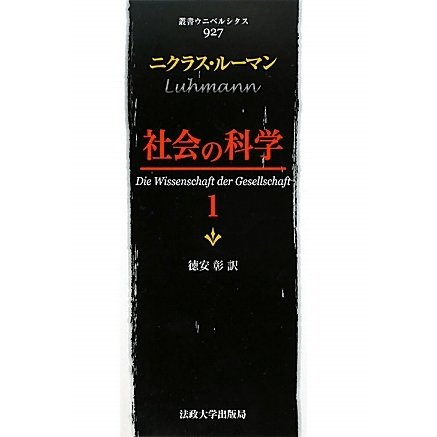 叢書ウニベルシタス
927
ニクラス・ルーマン
Luhmann
社会の科学
Die Wissenschaft der Gesellschaft
1
徳安 彰 訳
法政大学出版局